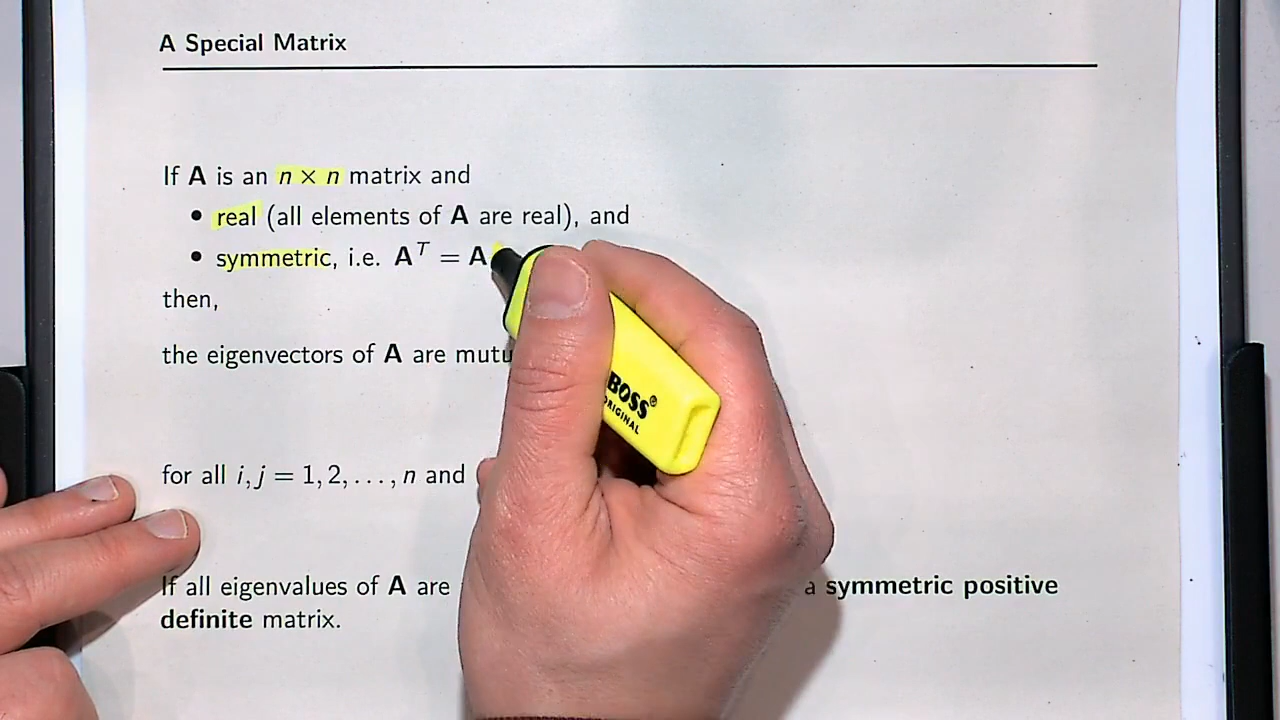 A Special Matrix
If A is an n × n matrix and
• real (all elements of A are real), and
• symmetric, i.e. Aᵀ = A
then,
the eigenvectors of A are
for all i, j = 1, 2, . . . , n and
If all eigenvalues of A are a symmetric positive
definite matrix.
BOSS®
ORIGINAL